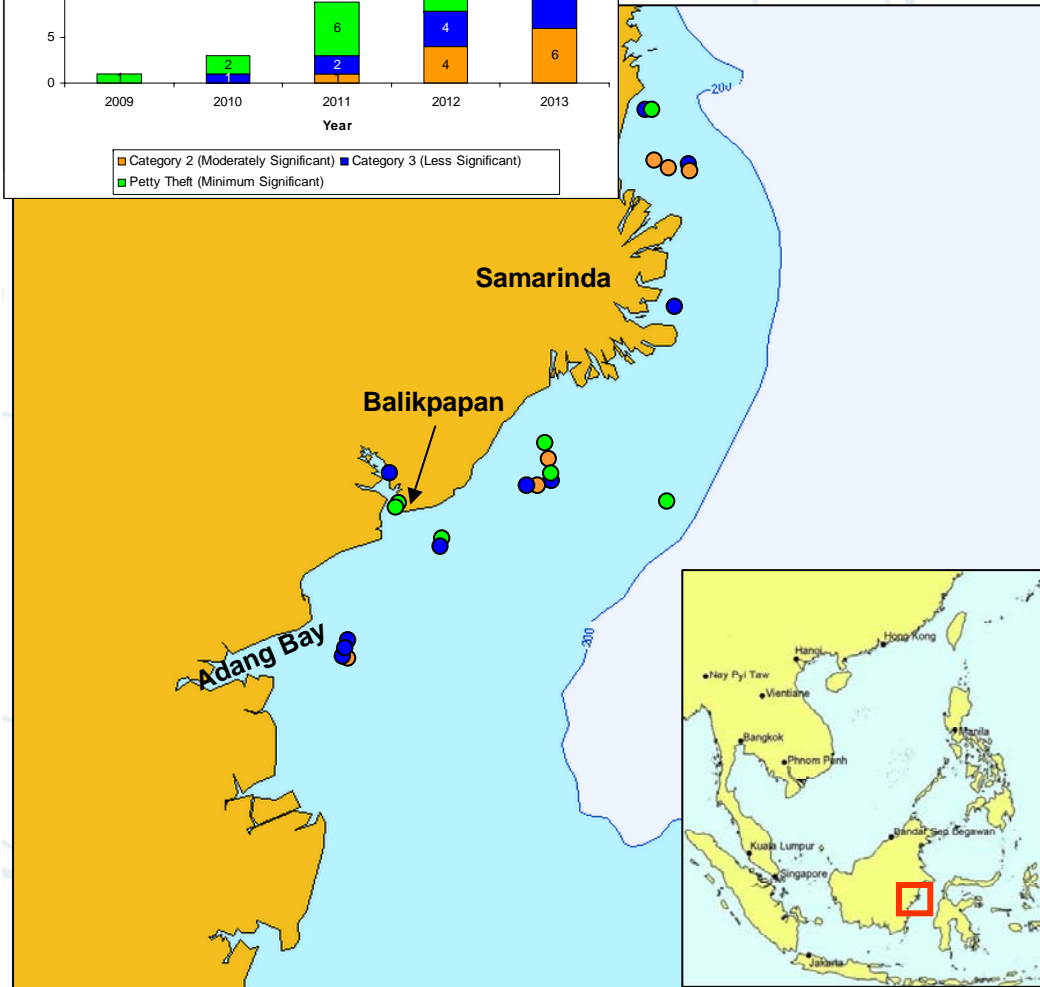 6
5
2
4
1
2
4
6
1
1
0
2009 2010 2011 2012 2013
Year
Category 2 (Moderately Significant) Category 3 (Less Significant)
Petty Theft (Minimum Significant)
200
Samarinda
Balikpapan
200
Adang Bay
Hong Kong
Hanoi
Nay Pyi Taw
Vientiane
Bangkok
Manila
Phnom Penh
Bandar Seri Begawan
Kuala Lumpur
Singapore
Jakarta